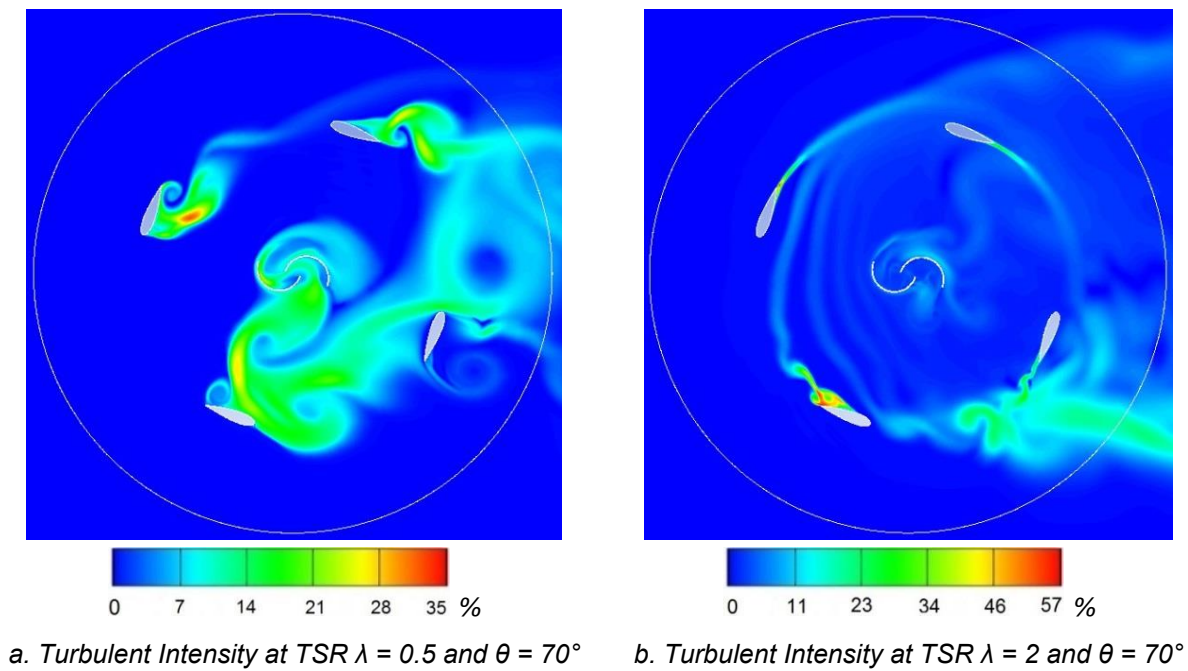 0 7 14 21 28 35 %
0 11 23 34 46 57 %
a. Turbulent Intensity at TSR λ = 0.5 and θ = 70°
b. Turbulent Intensity at TSR λ = 2 and θ = 70°